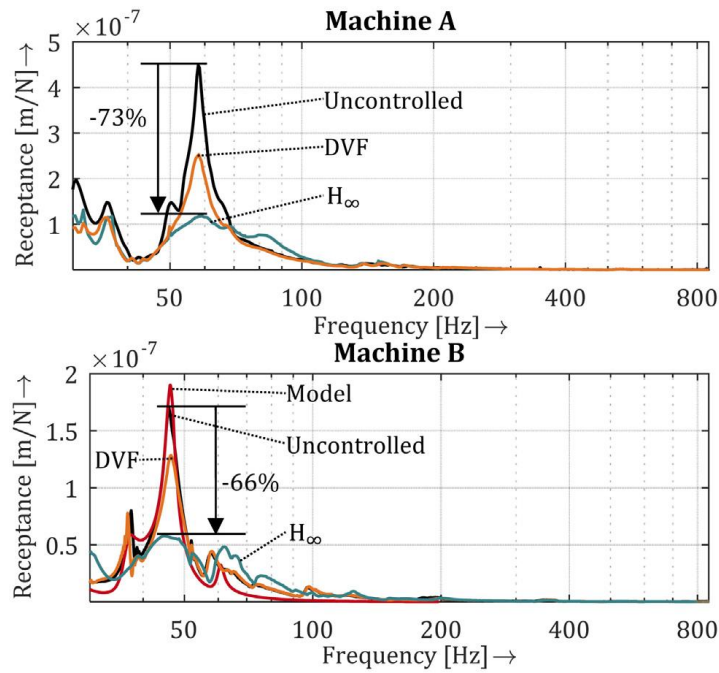 Machine A
×10⁻⁷
5
4
3
2
1
Receptance [m/N]→
-73%
Uncontrolled
DVF
H∞
50 100 200 400 800
Frequency [Hz]→
Machine B
×10⁻⁷
2
1.5
1
0.5
Receptance [m/N]→
Model
Uncontrolled
DVF
-66%
H∞
50 100 200 400 800
Frequency [Hz]→